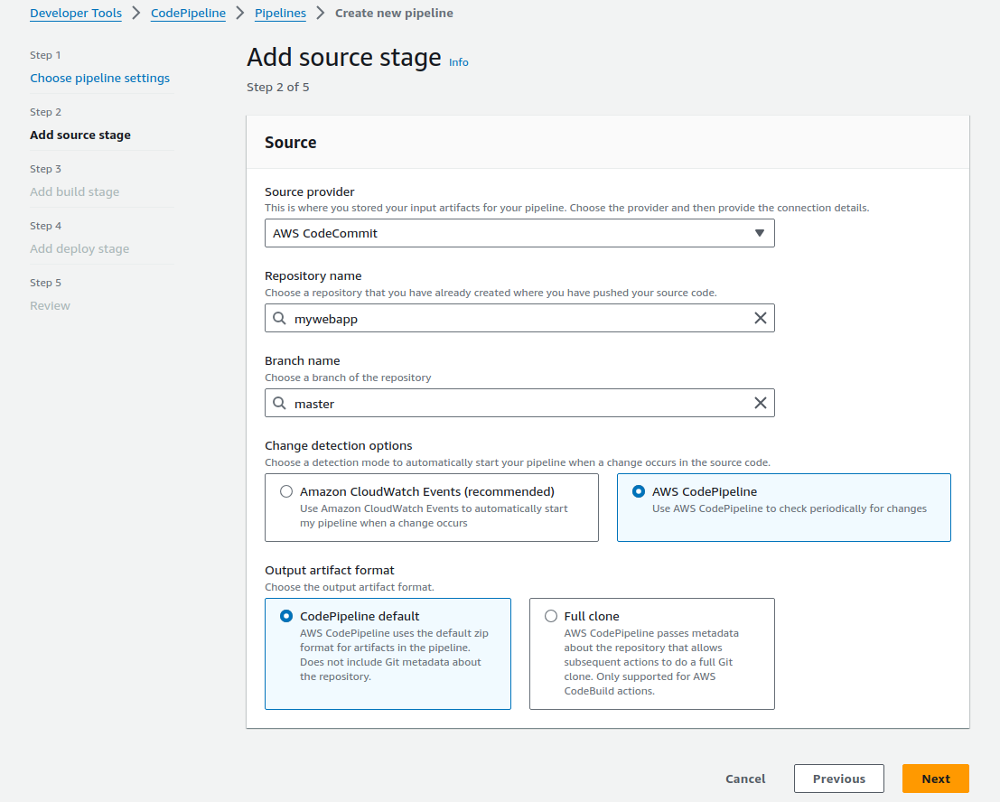 Developer Tools > CodePipeline > Pipelines > Create new pipeline
Step 1
Choose pipeline settings
Step 2
Add source stage
Step 3
Add build stage
Step 4
Add deploy stage
Step 5
Review
Add source stage Info
Step 2 of 5
Source
Source provider
This is where you stored your input artifacts for your pipeline. Choose the provider and then provide the connection details.
AWS CodeCommit
Repository name
Choose a repository that you have already created where you have pushed your source code.
mywebapp
Branch name
Choose a branch of the repository
master
Change detection options
Choose a detection mode to automatically start your pipeline when a change occurs in the source code.
Amazon CloudWatch Events (recommended)
Use Amazon CloudWatch Events to automatically start
my pipeline when a change occurs
AWS CodePipeline
Use AWS CodePipeline to check periodically for changes
Output artifact format
Choose the output artifact format.
CodePipeline default
AWS CodePipeline uses the default zip
format for artifacts in the pipeline.
Does not include Git metadata about
the repository.
Full clone
AWS CodePipeline passes metadata
about the repository that allows
subsequent actions to do a full Git
clone. Only supported for AWS
CodeBuild actions.
Cancel
Previous
Next